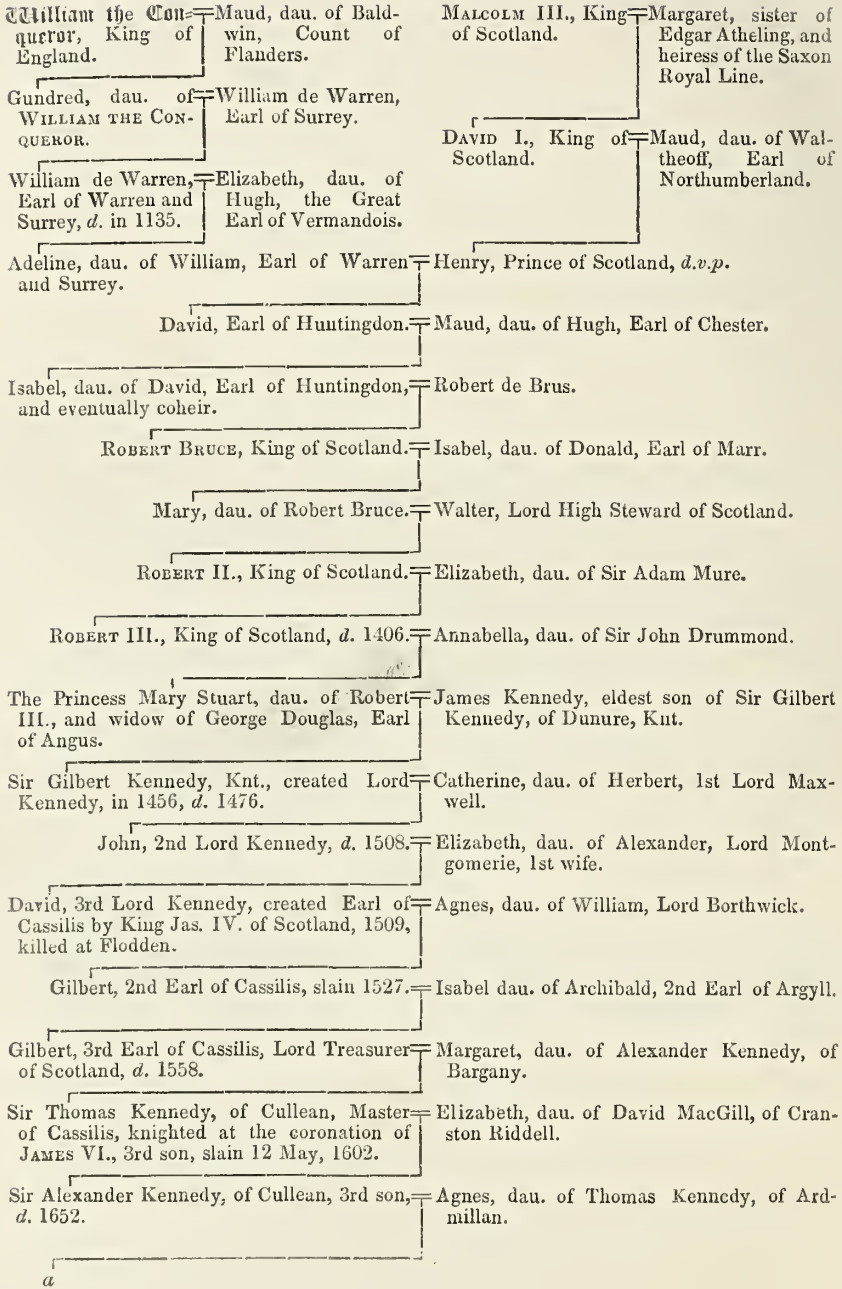 William the Con-
queror, King of
England.
Maud, dau. of Bald-
win, Count of
Flanders.
MALCOLM III., King
of Scotland.
Margaret, sister of
Edgar Atheling, and
heiress of the Saxon
Royal Line.
Gundred, dau. of
WILLIAM THE CON-
QUEROR.
William de Warren,
Earl of Surrey.
DAVID I., King of
Scotland.
Maud, dau. of Wal-
theoff, Earl of
Northumberland.
William de Warren,
Earl of Warren and
Surrey, d. in 1135.
Elizabeth, dau. of
Hugh, the Great
Earl of Vermandois.
Adeline, dau. of William, Earl of Warren
and Surrey.
Henry, Prince of Scotland, d.v.p.
David, Earl of Huntingdon.
Maud, dau. of Hugh, Earl of Chester.
Isabel, dau. of David, Earl of Huntingdon,
and eventually coheir.
Robert de Brus.
ROBERT BRUCE, King of Scotland.
Isabel, dau. of Donald, Earl of Marr.
Mary, dau. of Robert Bruce.
Walter, Lord High Steward of Scotland.
ROBERT II., King of Scotland.
Elizabeth, dau. of Sir Adam Mure.
ROBERT III., King of Scotland, d. 1406.
Annabella, dau. of Sir John Drummond.
The Princess Mary Stuart, dau. of Robert
III., and widow of George Douglas, Earl
of Angus.
James Kennedy, eldest son of Sir Gilbert
Kennedy, of Dunure, Knt.
Sir Gilbert Kennedy, Knt., created Lord
Kennedy, in 1456, d. 1476.
Catherine, dau. of Herbert, 1st Lord Max-
well.
John, 2nd Lord Kennedy, d. 1508.
Elizabeth, dau. of Alexander, Lord Mont-
gomerie, 1st wife.
David, 3rd Lord Kennedy, created Earl of
Cassilis by King Jas. IV. of Scotland, 1509,
killed at Flodden.
Agnes, dau. of William, Lord Borthwick.
Gilbert, 2nd Earl of Cassilis, slain 1527.
Isabel dau. of Archibald, 2nd Earl of Argyll.
Gilbert, 3rd Earl of Cassilis, Lord Treasurer
of Scotland, d. 1558.
Margaret, dau. of Alexander Kennedy, of
Bargany.
Sir Thomas Kennedy, of Cullean, Master
of Cassilis, knighted at the coronation of
JAMES VI., 3rd son, slain 12 May, 1602.
Elizabeth, dau. of David MacGill, of Cran-
ston Riddell.
Sir Alexander Kennedy, of Cullean, 3rd son,
d. 1652.
Agnes, dau. of Thomas Kennedy, of Ard-
millan.
a